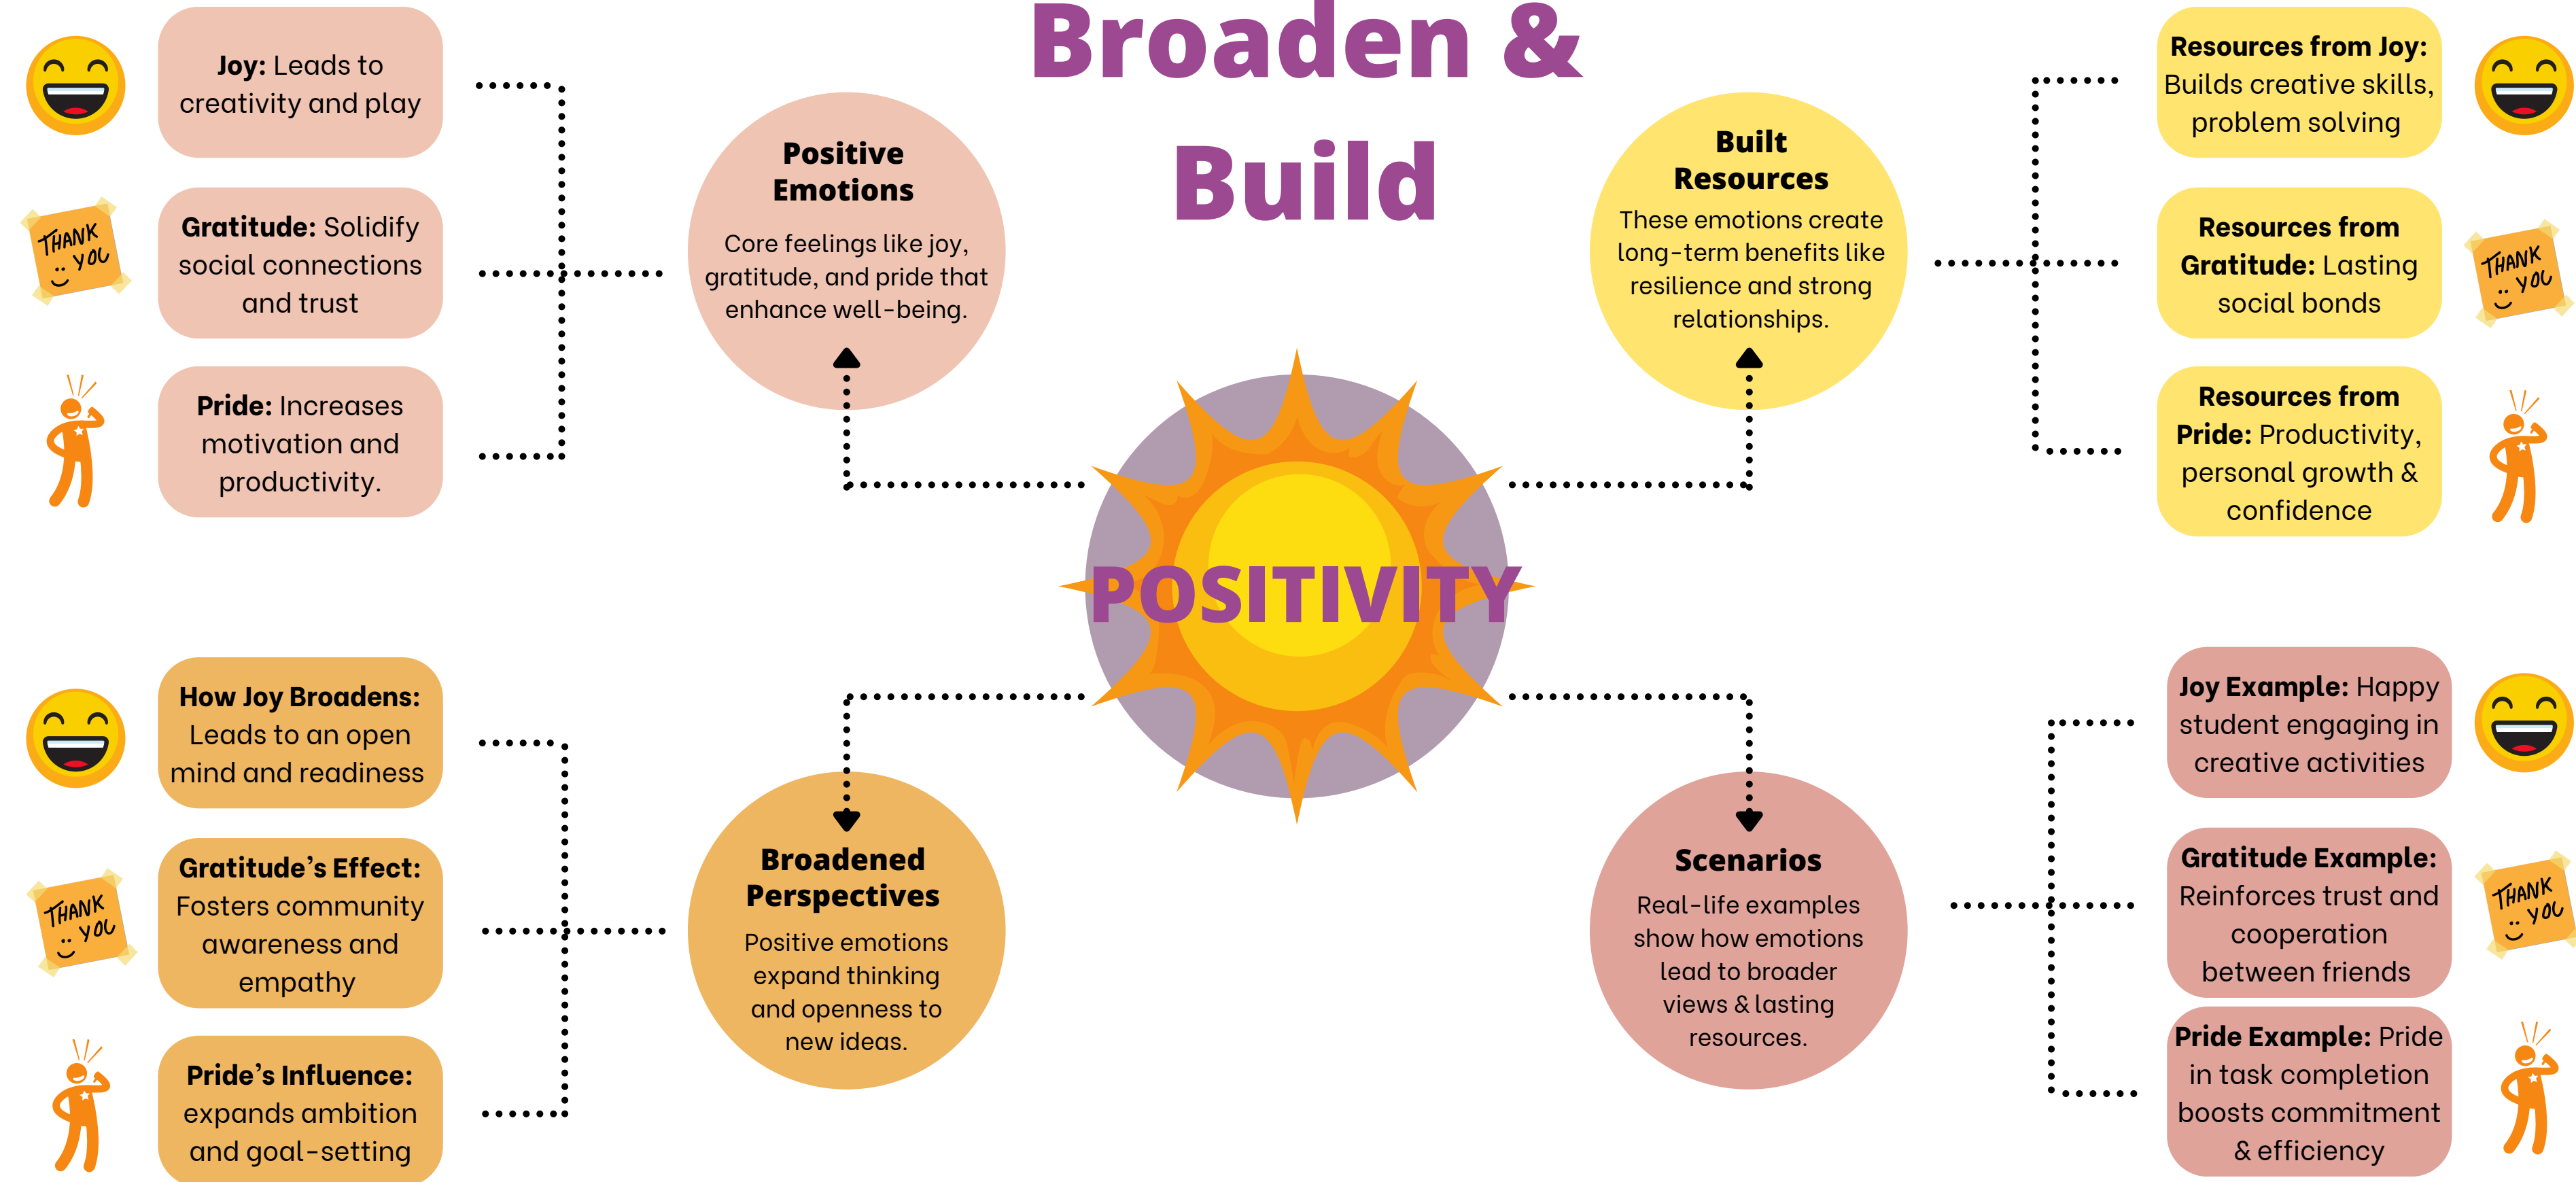 Broaden &
Build
Joy: Leads to
creativity and play
THANK
YOU
Gratitude: Solidify
social connections
and trust
Pride: Increases
motivation and
productivity.
Positive
Emotions
Core feelings like joy,
gratitude, and pride that
enhance well-being.
Built
Resources
These emotions create
long-term benefits like
resilience and strong
relationships.
Resources from Joy:
Builds creative skills,
problem solving
Resources from
Gratitude: Lasting
social bonds
THANK
YOU
Resources from
Pride: Productivity,
personal growth &
confidence
POSITIVITY
How Joy Broadens:
Leads to an open
mind and readiness
THANK
YOU
Gratitude’s Effect:
Fosters community
awareness and
empathy
Pride’s Influence:
expands ambition
and goal-setting
Broadened
Perspectives
Positive emotions
expand thinking
and openness to
new ideas.
Scenarios
Real-life examples
show how emotions
lead to broader
views & lasting
resources.
Joy Example: Happy
student engaging in
creative activities
Gratitude Example:
Reinforces trust and
cooperation
between friends
THANK
YOU
Pride Example: Pride
in task completion
boosts commitment
& efficiency